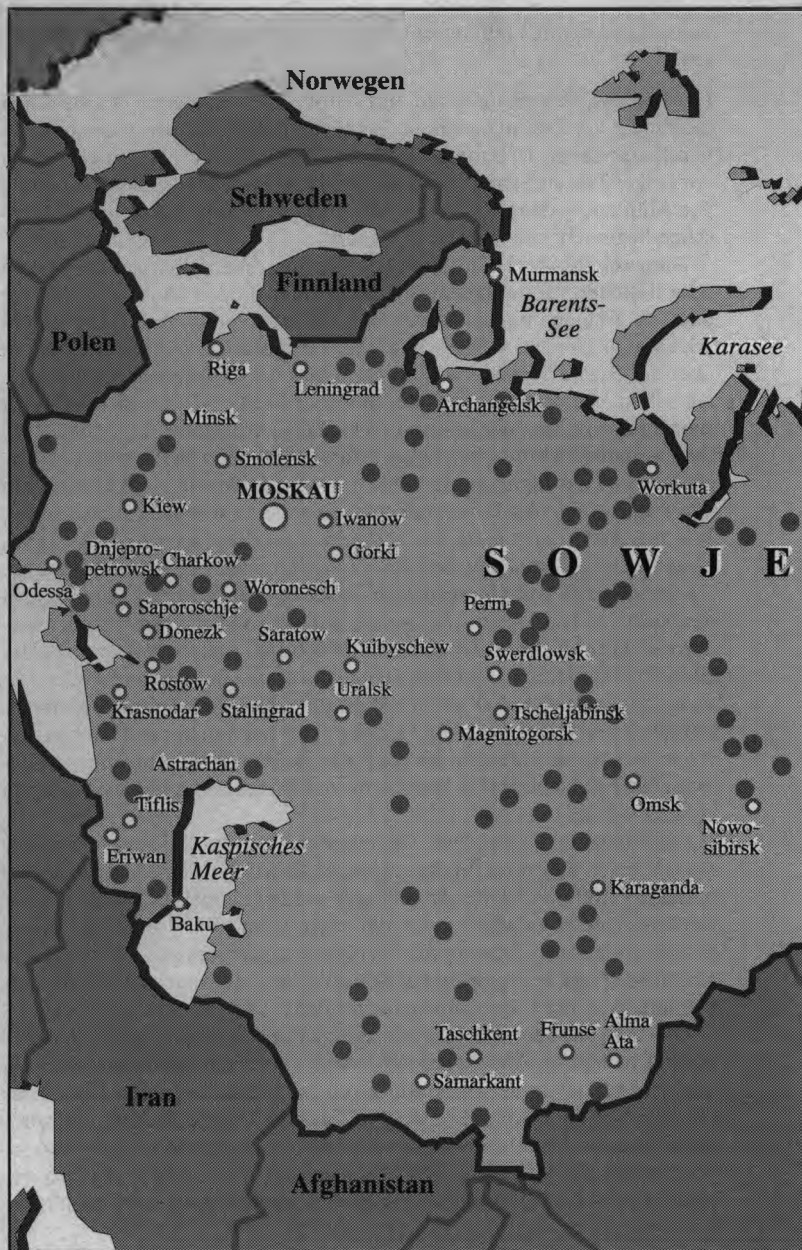 Norwegen
Schweden
Finnland
Murmansk
Barents-
See
Karasee
Polen
Riga
Leningrad
Archangelsk
Minsk
Smolensk
Workuta
MOSKAU
Kiew
Iwanow
Gorki
S O W J E
Dnjepro-
petrowsk
Charkow
Odessa
Woronesch
Saporoschje
Donezk
Saratow
Perm
Kuibyschew
Swerdlowsk
Rostow
Uralsk
Krasnodar
Stalingrad
Tscheljabinsk
Magnitogorsk
Astrachan
Omsk
Tiflis
Nowo-
sibirsk
Eriwan
Kaspisches
Meer
Karaganda
Baku
Taschkent
Frunse
Alma
Ata
Samarkant
Iran
Afghanistan